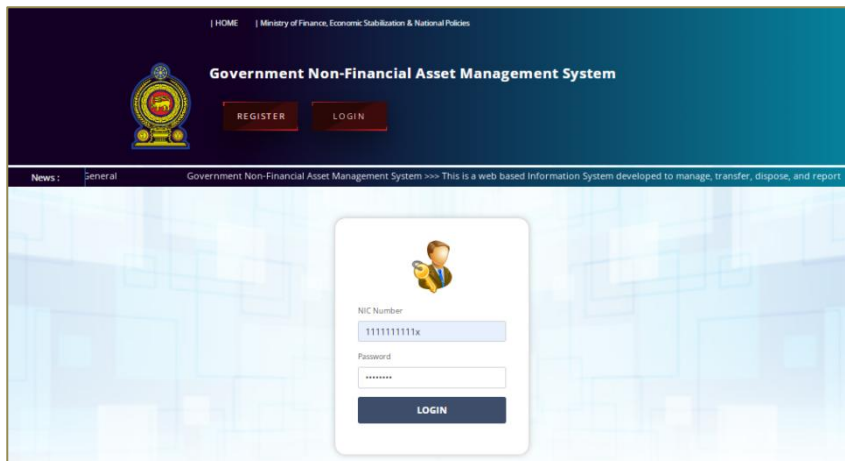 | HOME | Ministry of Finance, Economic Stabilization & National Policies
Government Non-Financial Asset Management System
REGISTER LOGIN
News : General Government Non-Financial Asset Management System >>> This is a web based Information System developed to manage, transfer, dispose, and report
NIC Number
1111111111x
Password
••••••••
LOGIN